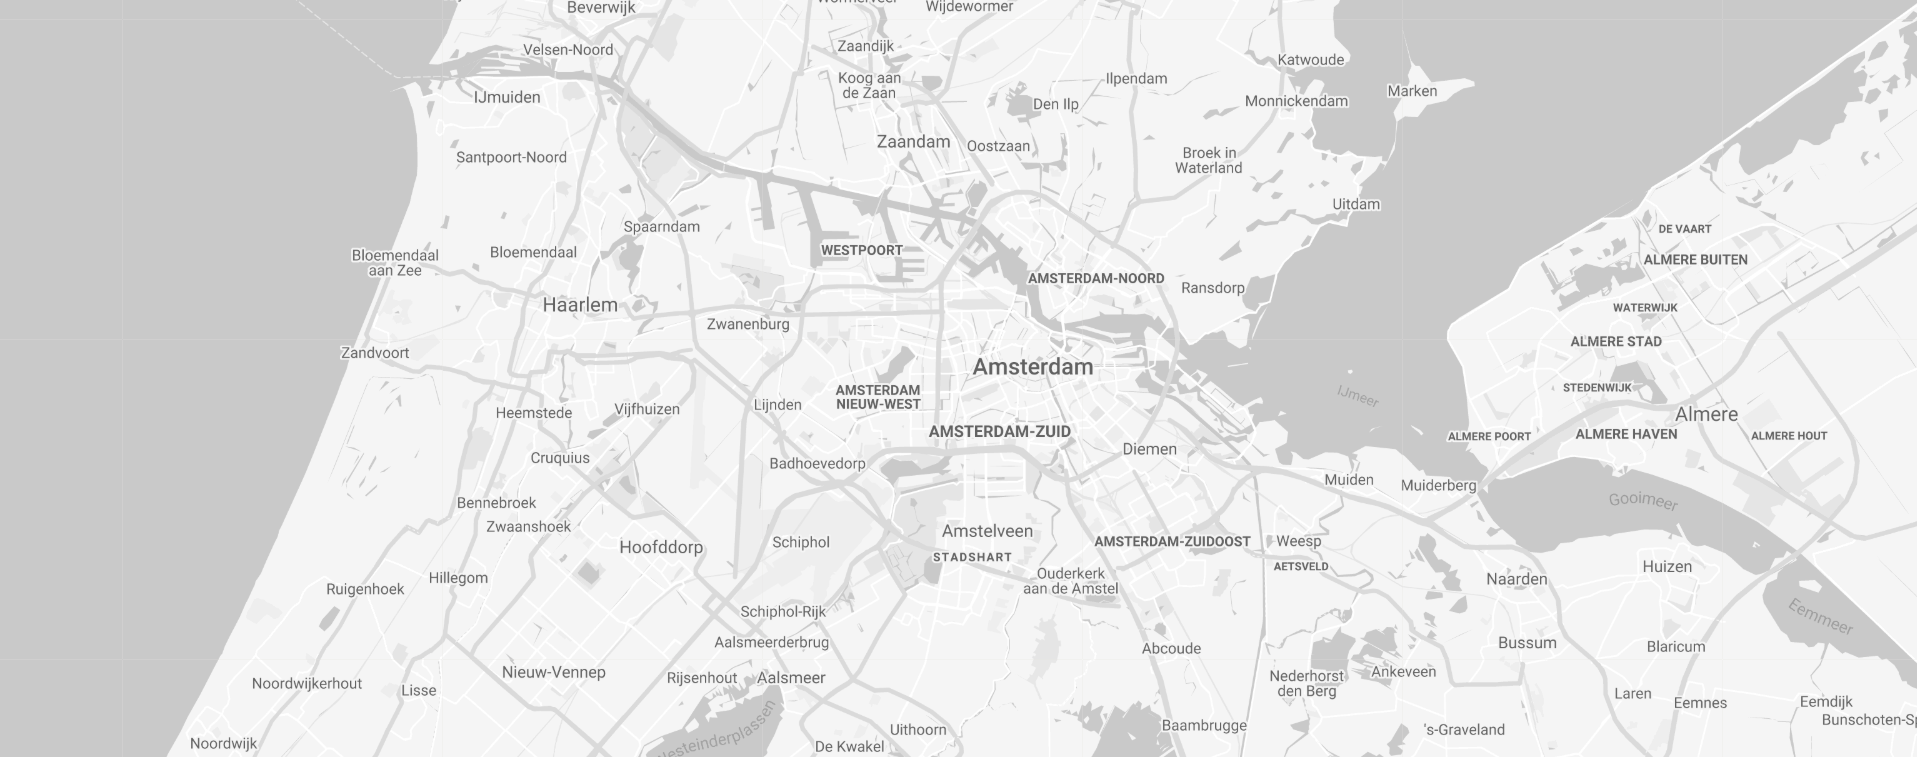 Beverwijk
Wijdewormer
Velsen-Noord
Zaandijk
Katwoude
Koog aan
de Zaan
Ilpendam
Marken
IJmuiden
Den Ilp
Monnickendam
Zaandam
Oostzaan
Santpoort-Noord
Broek in
Waterland
Uitdam
Spaarndam
DE VAART
Bloemendaal
aan Zee
Bloemendaal
WESTPOORT
ALMERE BUITEN
AMSTERDAM-NOORD
Ransdorp
Haarlem
WATERWIJK
Zwanenburg
ALMERE STAD
Zandvoort
Amsterdam
STEDENWIJK
AMSTERDAM
NIEUW-WEST
IJmeer
Lijnden
Heemstede
Vijfhuizen
Almere
AMSTERDAM-ZUID
ALMERE POORT
ALMERE HAVEN
ALMERE HOUT
Diemen
Cruquius
Badhoevedorp
Muiden
Muiderberg
Bennebroek
Gooimeer
Zwaanshoek
Amstelveen
Hoofddorp
Schiphol
AMSTERDAM-ZUIDOOST
Weesp
STADSHART
AETSVELD
Huizen
Hillegom
Ouderkerk
aan de Amstel
Naarden
Ruigenhoek
Schiphol-Rijk
Eemmeer
Aalsmeerderbrug
Abcoude
Bussum
Blaricum
Nieuw-Vennep
Rijsenhout
Aalsmeer
Nederhorst
den Berg
Ankeveen
Noordwijkerhout
Lisse
Laren
Eemnes
Eemdijk
Bunschoten-Sp
Baambrugge
's-Graveland
Uithoorn
Noordwijk
De Kwakel
esteinderplassen